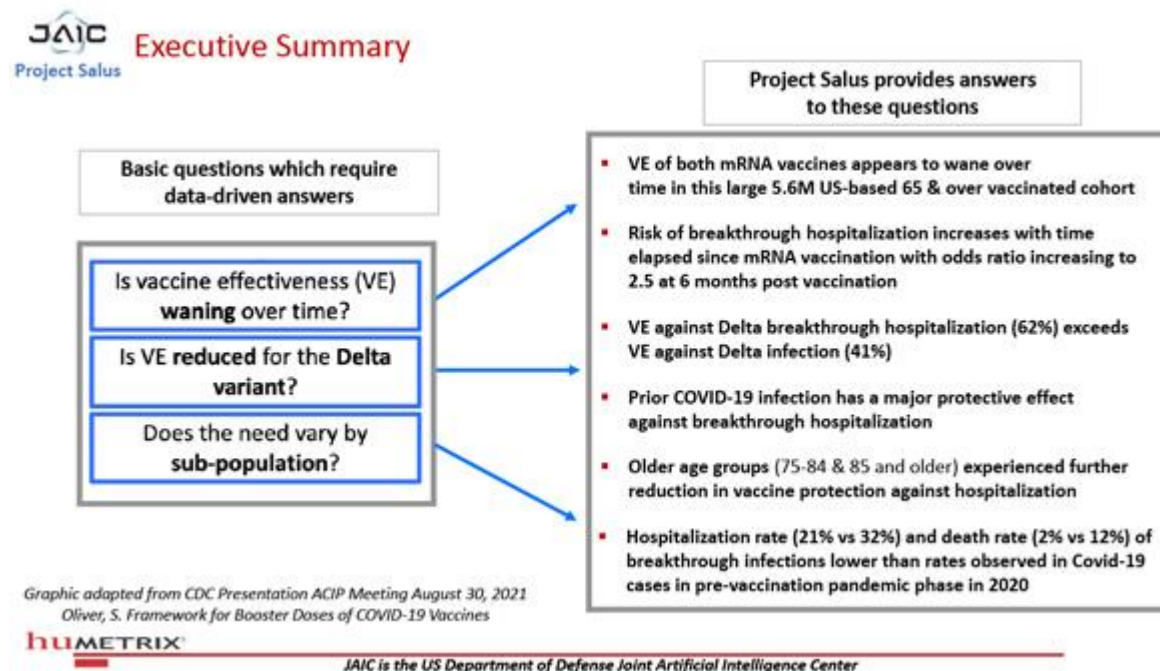 JAIC
Project Salus
Executive Summary
Basic questions which require
data-driven answers
Is vaccine effectiveness (VE)
waning over time?
Is VE reduced for the Delta
variant?
Does the need vary by
sub-population?
Project Salus provides answers
to these questions
▪ VE of both mRNA vaccines appears to wane over
time in this large 5.6M US-based 65 & over vaccinated cohort
▪ Risk of breakthrough hospitalization increases with time
elapsed since mRNA vaccination with odds ratio increasing to
2.5 at 6 months post vaccination
▪ VE against Delta breakthrough hospitalization (62%) exceeds
VE against Delta infection (41%)
▪ Prior COVID-19 infection has a major protective effect
against breakthrough hospitalization
▪ Older age groups (75-84 & 85 and older) experienced further
reduction in vaccine protection against hospitalization
▪ Hospitalization rate (21% vs 32%) and death rate (2% vs 12%) of
breakthrough infections lower than rates observed in Covid-19
cases in pre-vaccination pandemic phase in 2020
Graphic adapted from CDC Presentation ACIP Meeting August 30, 2021
Oliver, S. Framework for Booster Doses of COVID-19 Vaccines
huMETRIX
JAIC is the US Department of Defense Joint Artificial Intelligence Center